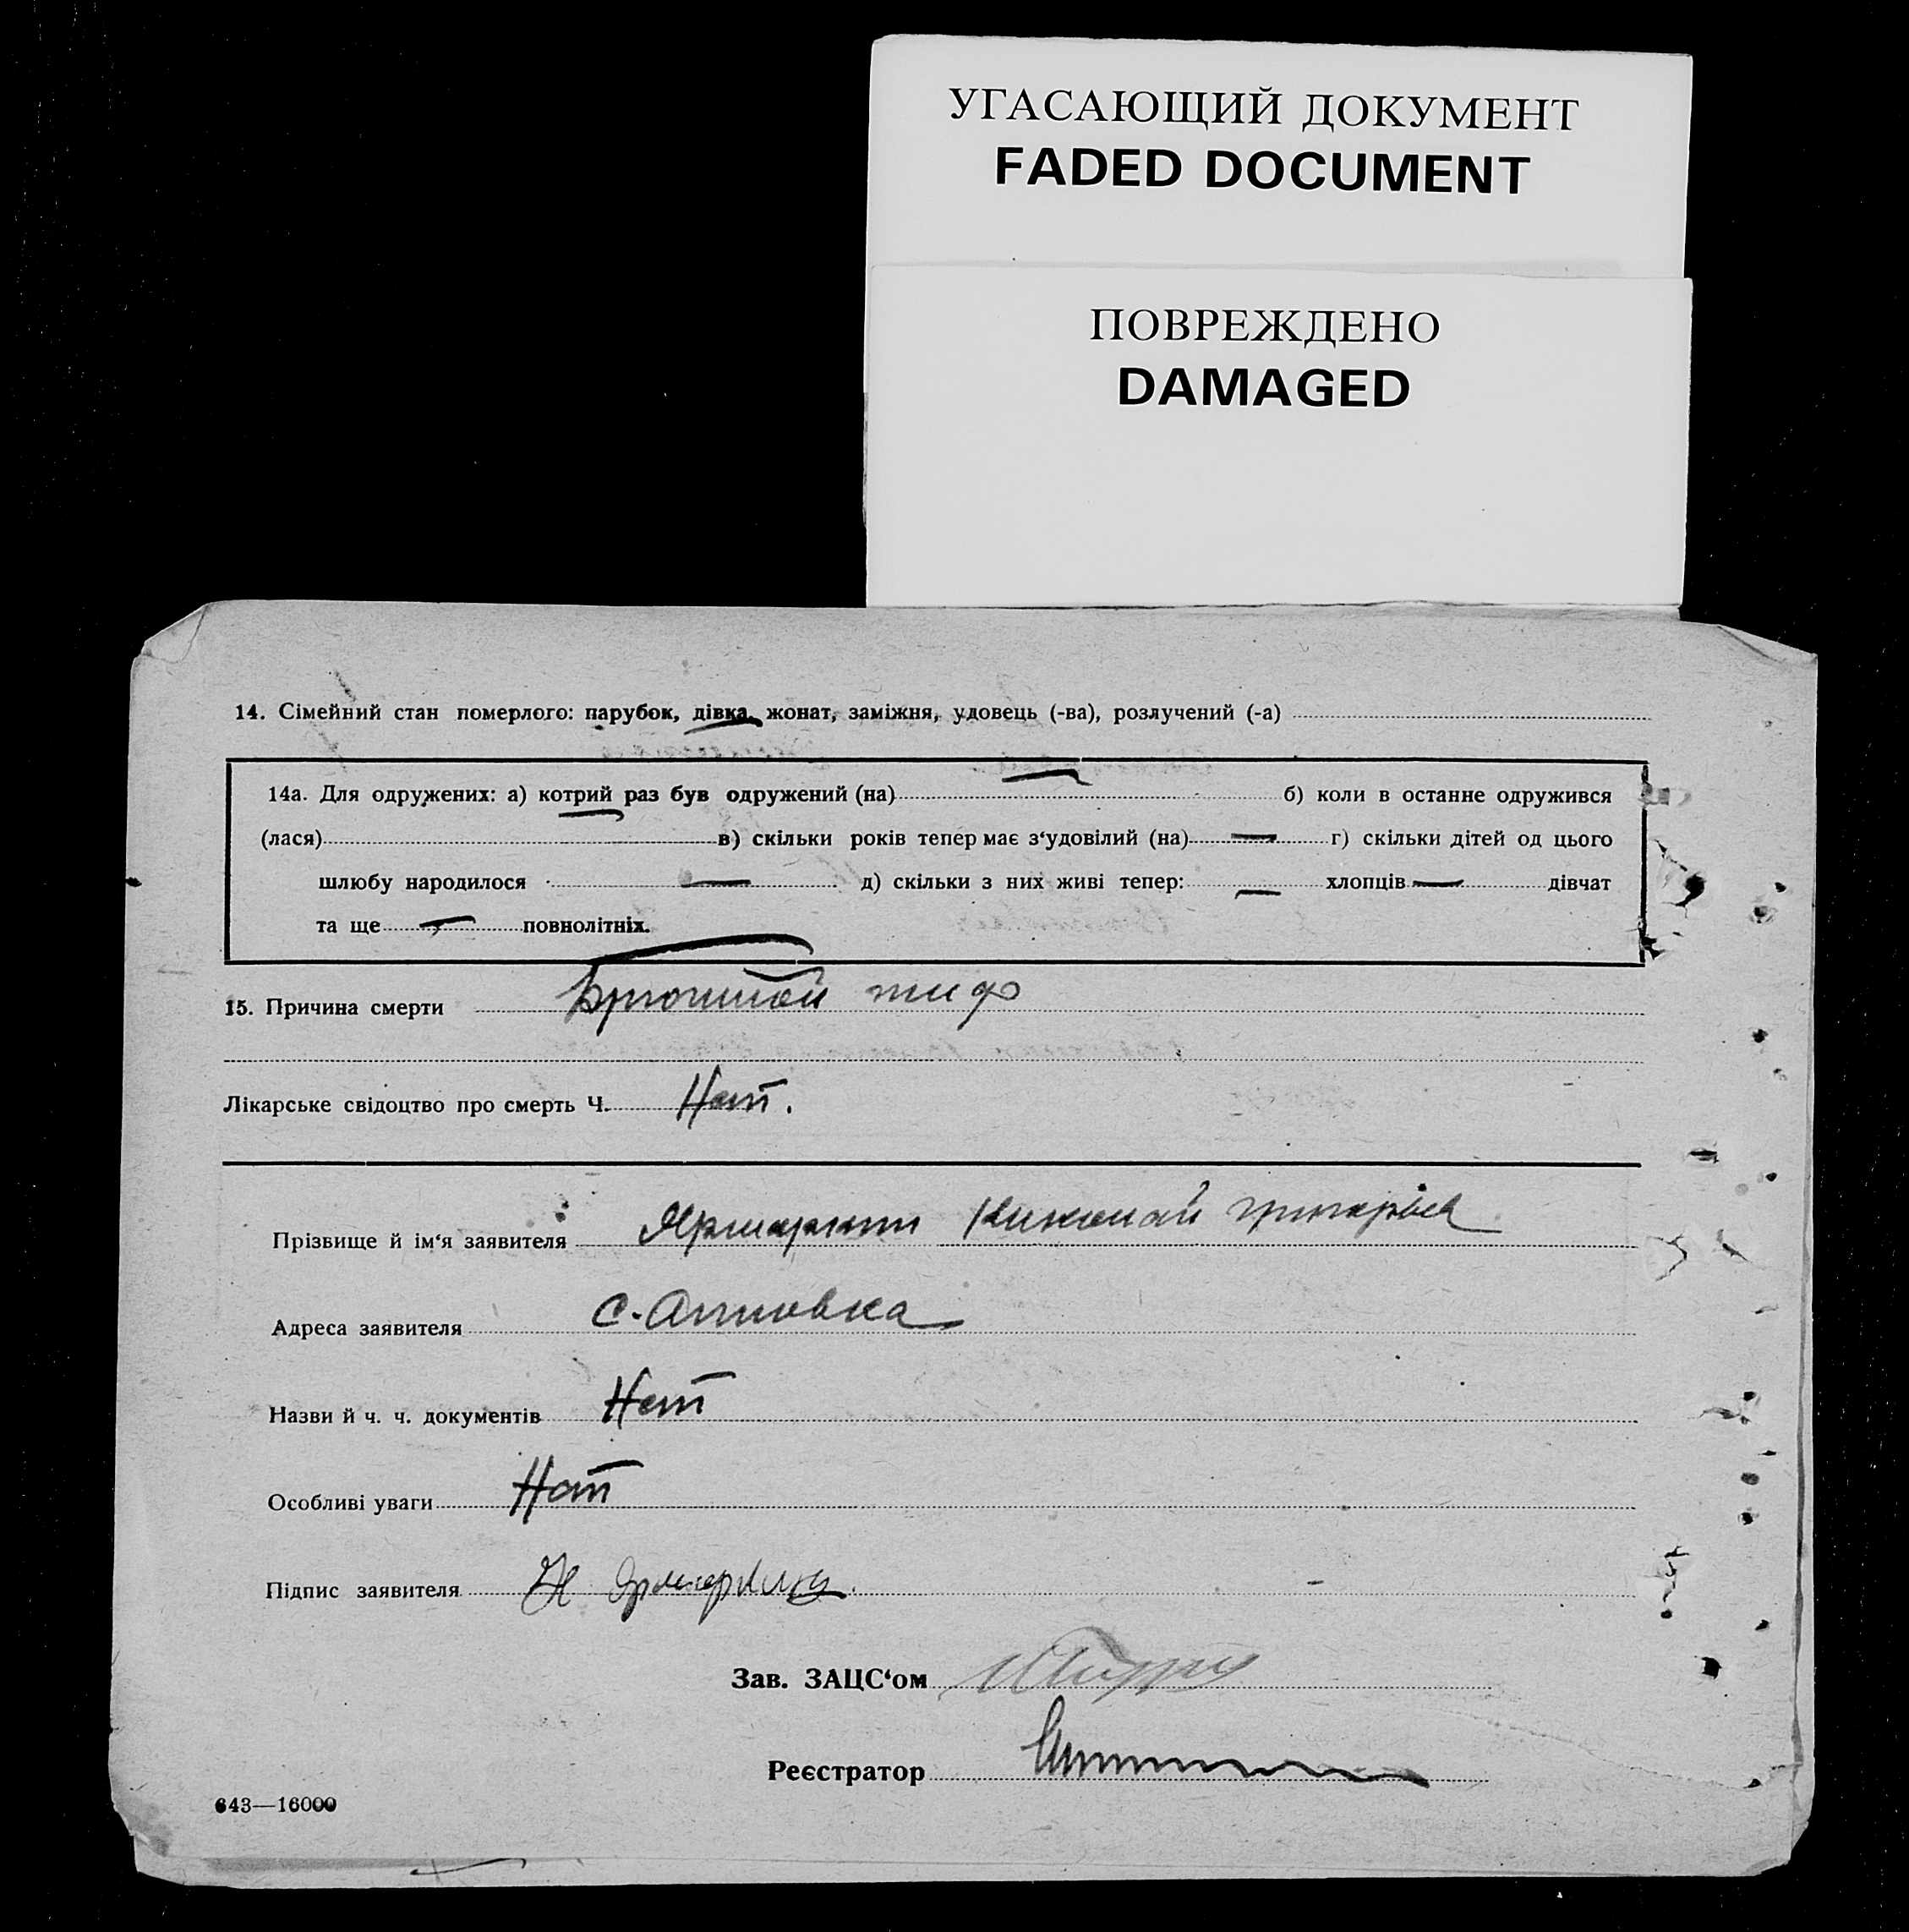 УГАСАЮЩИЙ ДОКУМЕНТ
FADED DOCUMENT
ПОВРЕЖДЕНО
DAMAGED
14. Сімейний стан померлого: парубок, дівка, жонат, заміжня, удовець (-ва), розлучений (-а)
14а. Для одружених: а) котрий раз був одружений (на) — б) коли в останнє одружився
(лася) в) скільки років тепер має з‘удовілий (на) — г) скільки дітей од цього
шлюбу народилося — д) скільки з них живі тепер: — хлопців — дівчат
та ще — повнолітніх.
15. Причина смерти Брюшной тиф
Лікарське свідоцтво про смерть Ч. Нет.
Прізвище й ім‘я заявителя
Адреса заявителя с. Анновка
Назви й ч. ч. документів Нет
Особливі уваги Нет
Підпис заявителя
Зав. ЗАЦС‘ом
Реєстратор
643—16000